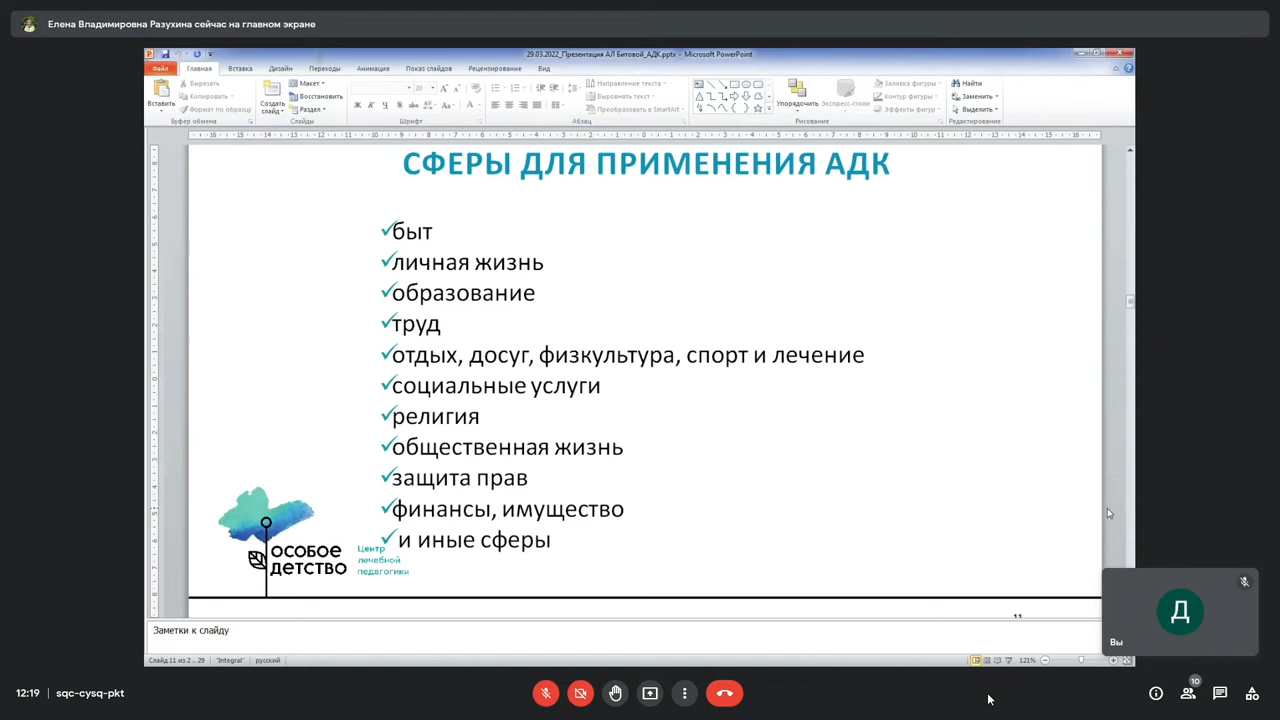 Елена Владимировна Разухина сейчас на главном экране
29.03.2022_Презентация АЛ Битовой_АДК.pptx - Microsoft PowerPoint
Файл Главная Вставка Дизайн Переходы Анимация Показ слайдов Рецензирование Вид
Вставить
Вырезать
Копировать
Формат по образцу
Буфер обмена
Создать слайд
Макет
Восстановить
Раздел
Слайды
20
Шрифт
Направление текста
Выровнять текст
Преобразовать в SmartArt
Абзац
Упорядочить
Экспресс-стили
Заливка фигуры
Контур фигуры
Эффекты фигур
Рисование
Найти
Заменить
Выделить
Редактирование
СФЕРЫ ДЛЯ ПРИМЕНЕНИЯ АДК
быт
личная жизнь
образование
труд
отдых, досуг, физкультура, спорт и лечение
социальные услуги
религия
общественная жизнь
защита прав
финансы, имущество
и иные сферы
ОСОБОЕ
ДЕТСТВО
Центр
лечебной
педагогики
11
Заметки к слайду
Слайд 11 из 2 .. 29 "Integral" русский 121%
Д
Вы
12:19 | sqc-cysq-pkt
10